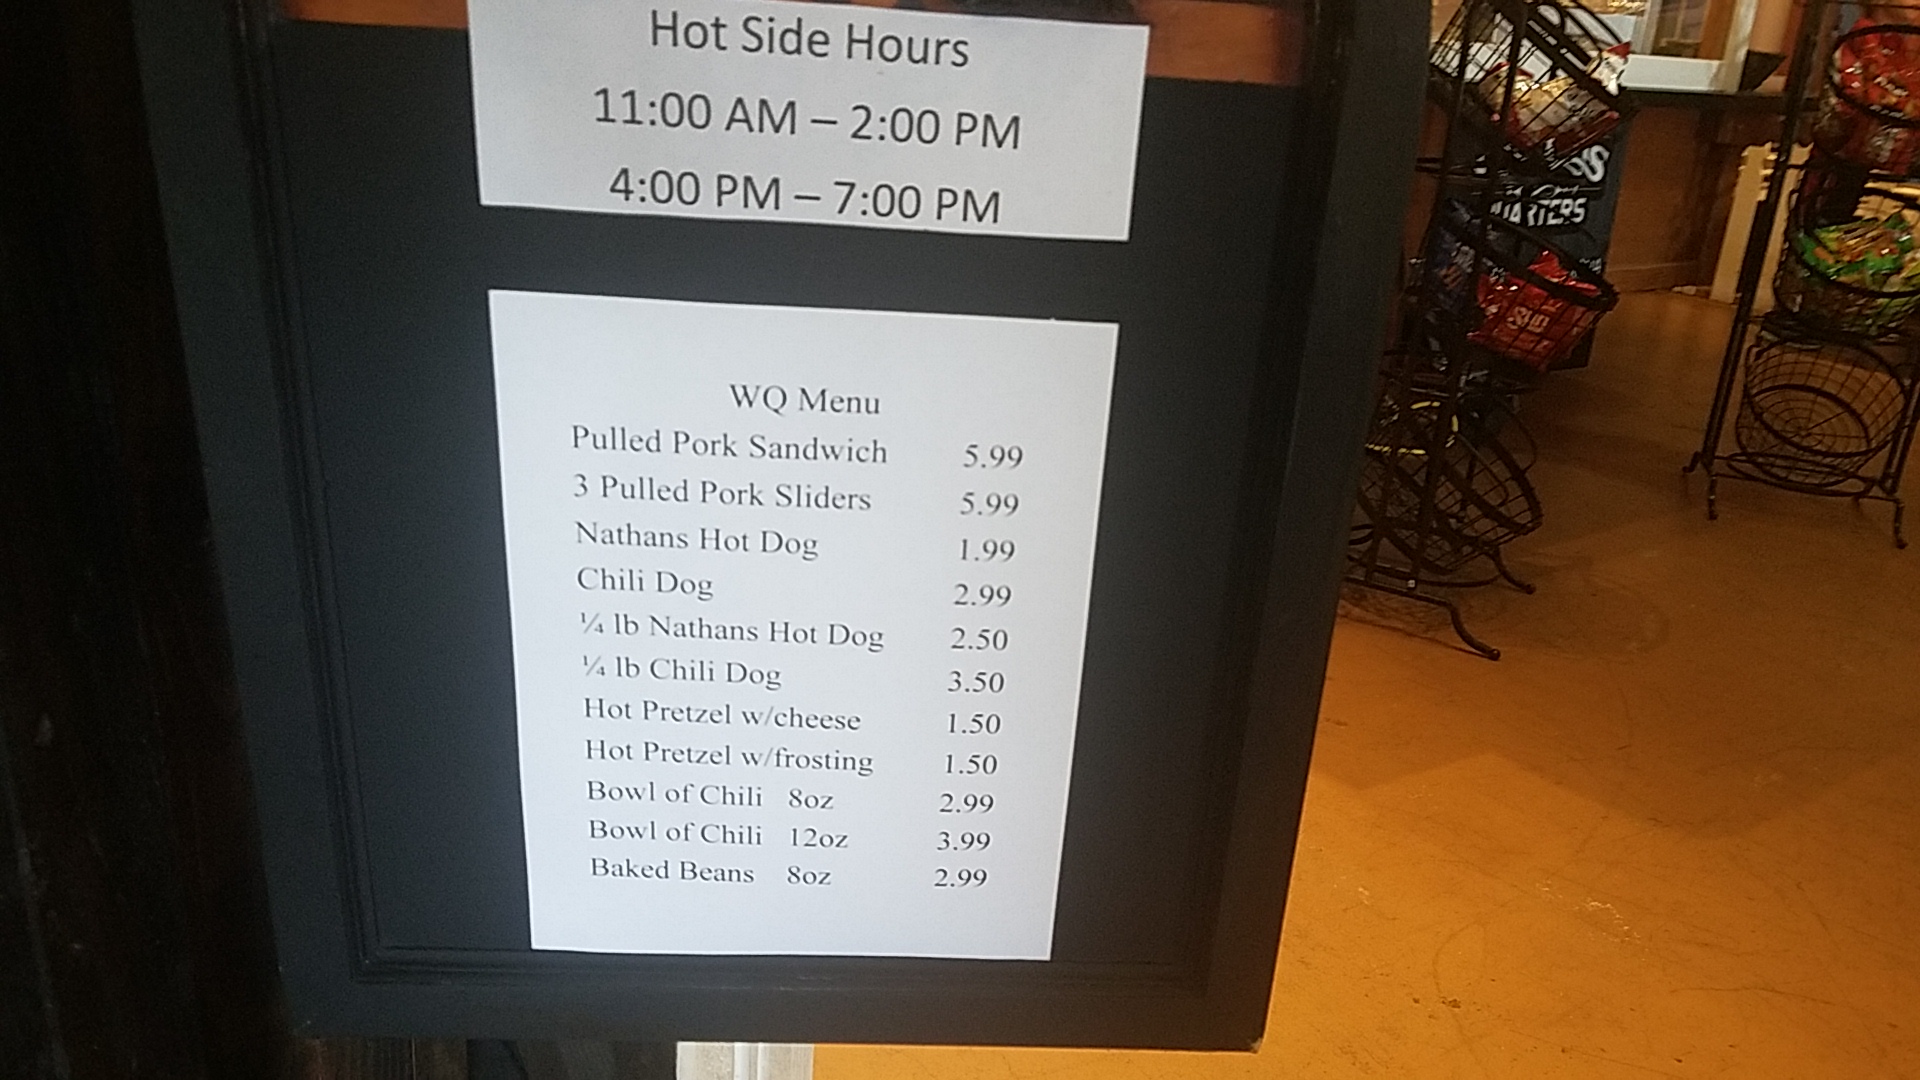 Hot Side Hours
11:00 AM – 2:00 PM
4:00 PM – 7:00 PM
WQ Menu
Pulled Pork Sandwich 5.99
3 Pulled Pork Sliders 5.99
Nathans Hot Dog 1.99
Chili Dog 2.99
¼ lb Nathans Hot Dog 2.50
¼ lb Chili Dog 3.50
Hot Pretzel w/cheese 1.50
Hot Pretzel w/frosting 1.50
Bowl of Chili 8oz 2.99
Bowl of Chili 12oz 3.99
Baked Beans 8oz 2.99